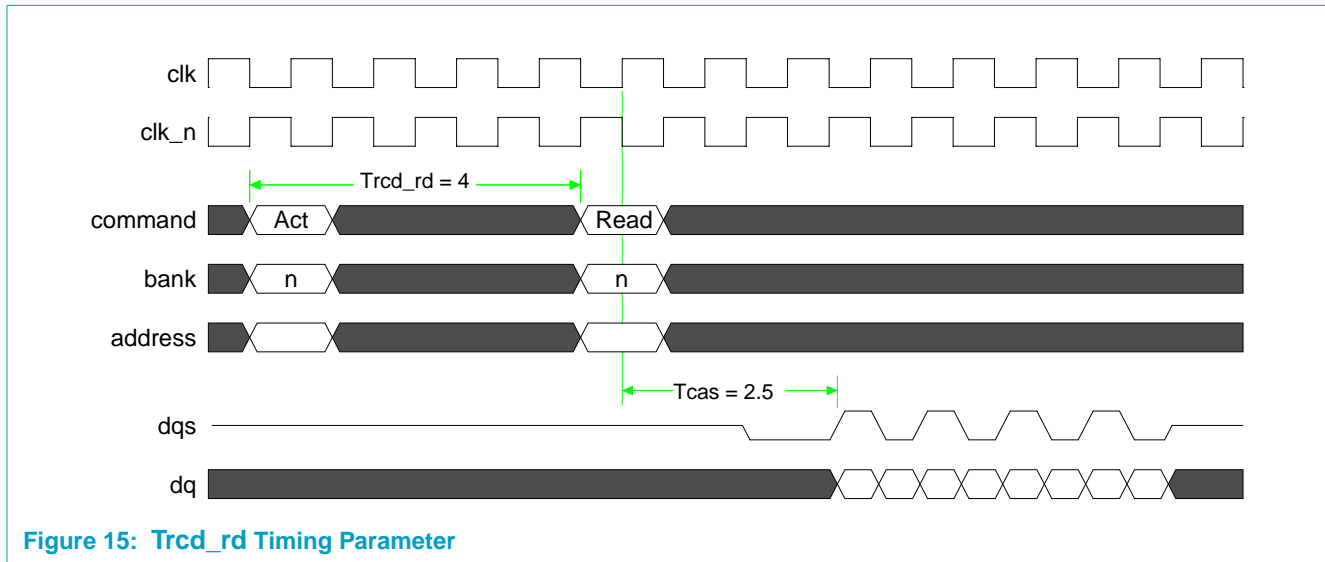 clk
clk_n
Trcd_rd = 4
command Act Read
bank n n
address
Tcas = 2.5
dqs
dq
Figure 15: Trcd_rd Timing Parameter